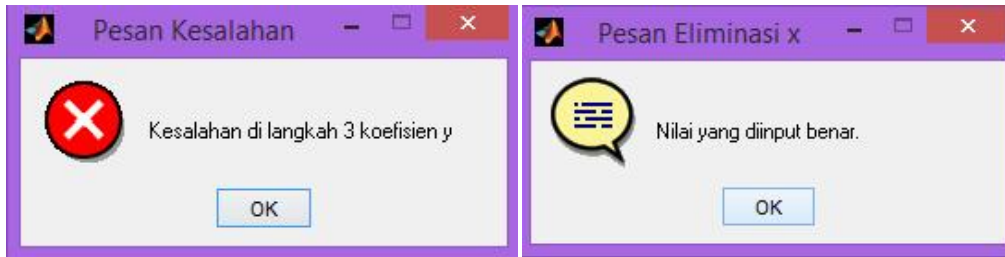 Pesan Kesalahan
Kesalahan di langkah 3 koefisien y
OK
Pesan Eliminasi x
Nilai yang diinput benar.
OK